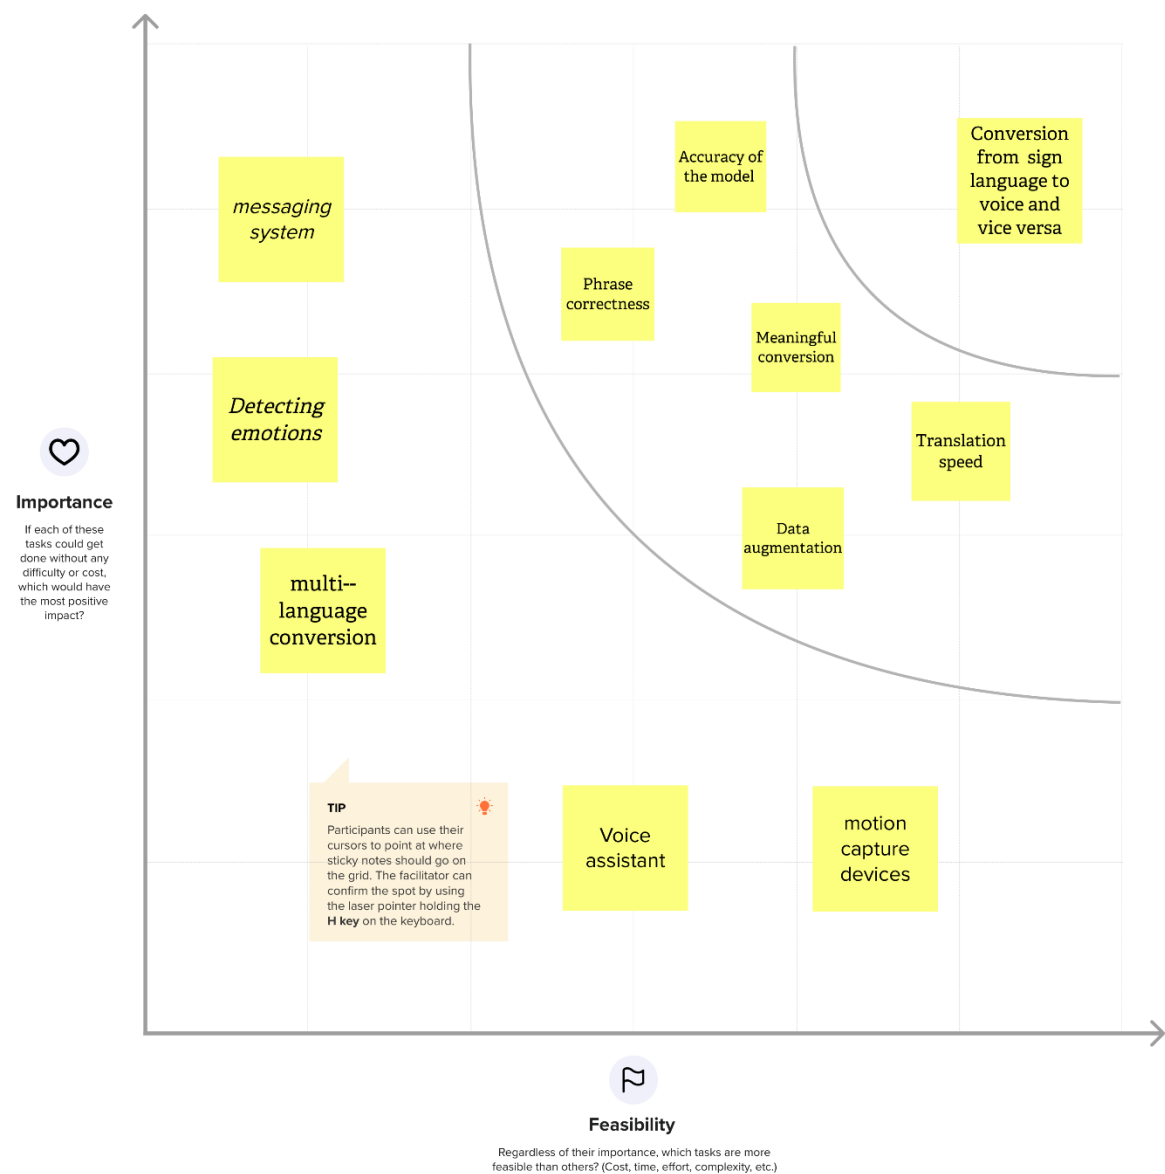 Conversion
from sign
language to
voice and
vice versa
Accuracy of
the model
messaging
system
Phrase
correctness
Meaningful
conversion
Detecting
emotions
Translation
speed
Data
augmentation
multi--
language
conversion
Importance
If each of these
tasks could get
done without any
difficulty or cost,
which would have
the most positive
impact?
TIP
Participants can use their
cursors to point at where
sticky notes should go on
the grid. The facilitator can
confirm the spot by using
the laser pointer holding the
H key on the keyboard.
Voice
assistant
motion
capture
devices
Feasibility
Regardless of their importance, which tasks are more
feasible than others? (Cost, time, effort, complexity, etc.)